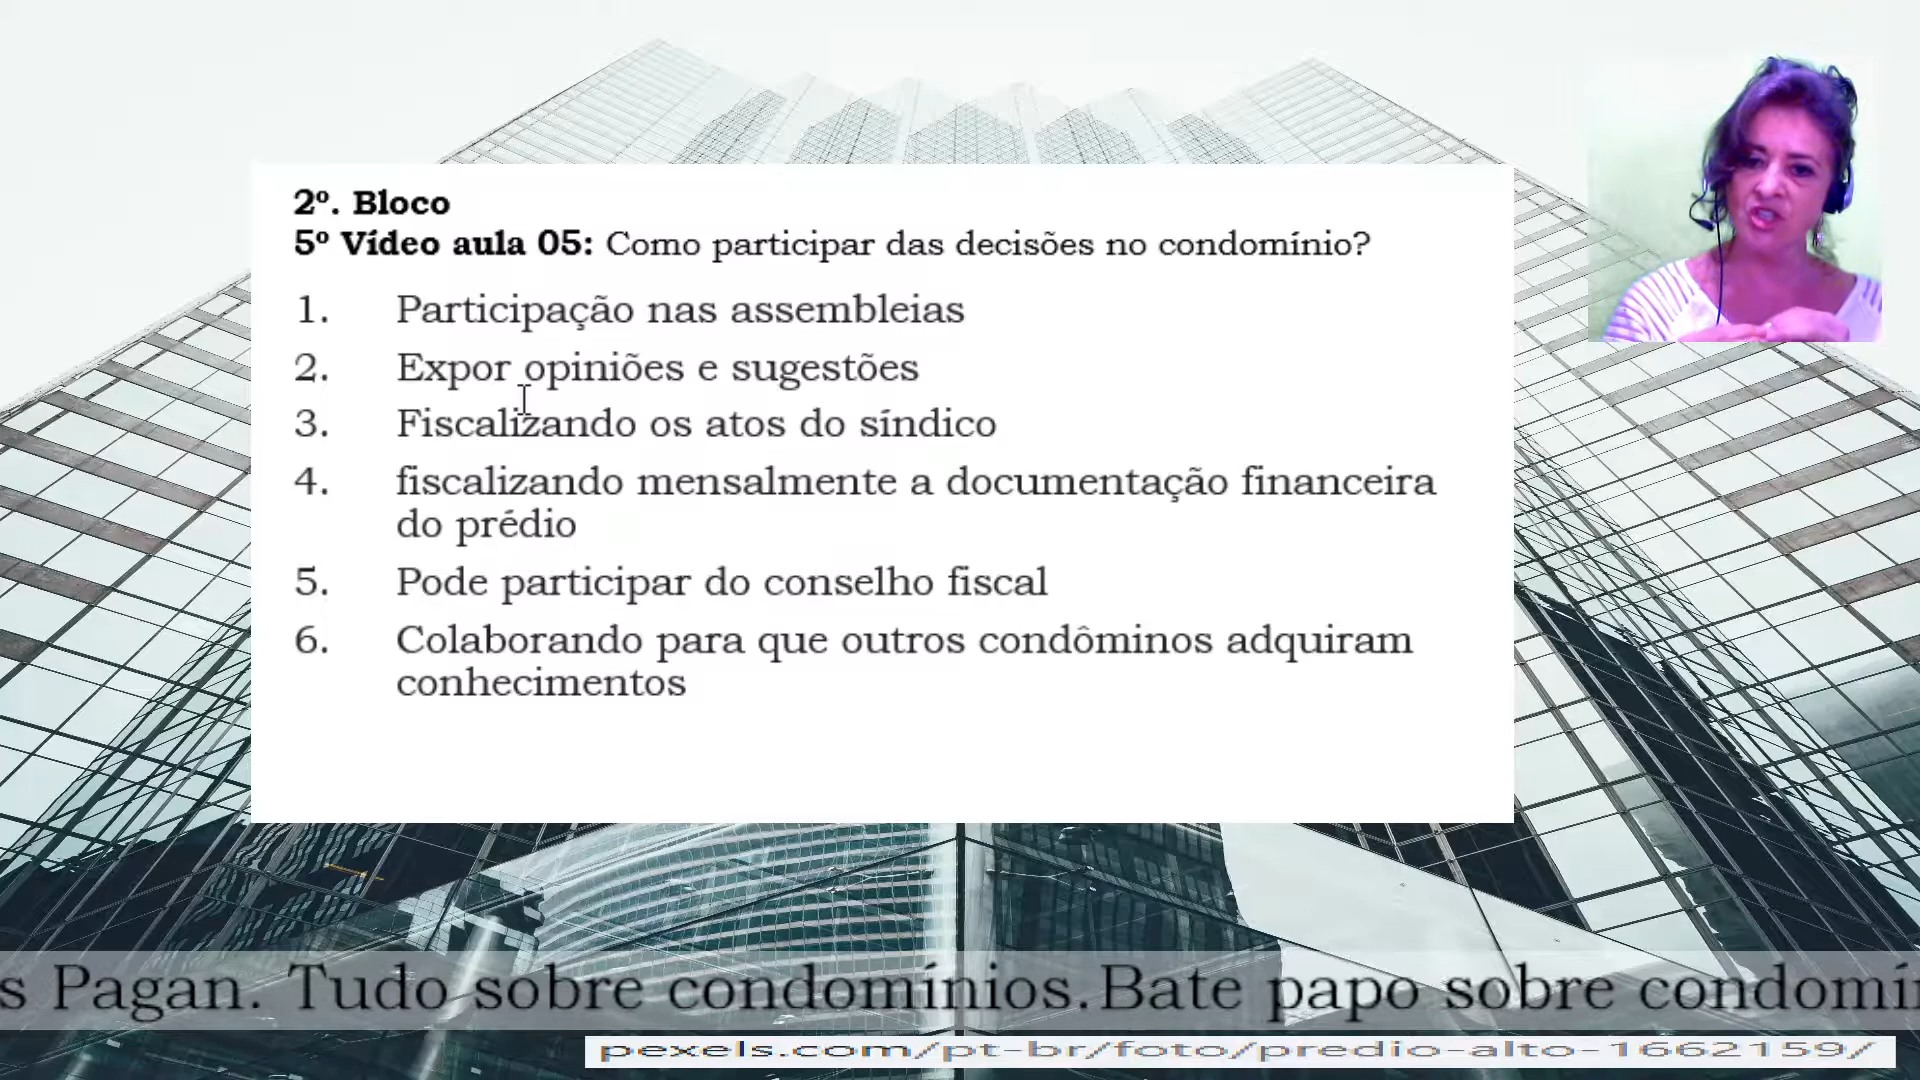 2º. Bloco
5º Vídeo aula 05: Como participar das decisões no condomínio?
1. Participação nas assembleias
2. Expor opiniões e sugestões
3. Fiscalizando os atos do síndico
4. fiscalizando mensalmente a documentação financeira
do prédio
5. Pode participar do conselho fiscal
6. Colaborando para que outros condôminos adquiram
conhecimentos
s Pagan. Tudo sobre condomínios.Bate papo sobre condomín
pexels.com/pt-br/foto/predio-alto-1662159/